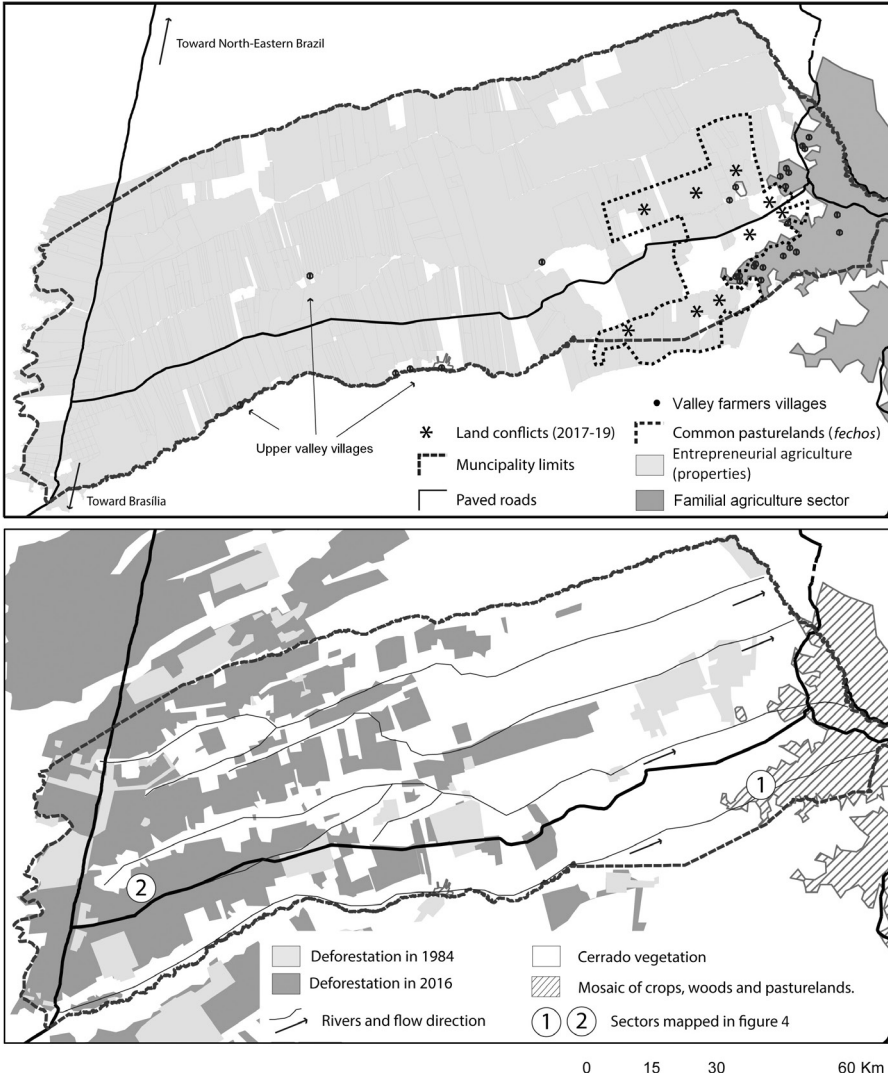 Toward North-Eastern Brazil
Upper valley villages
Toward Brasília
Land conflicts (2017-19)
Muncipality limits
Paved roads
Valley farmers villages
Common pasturelands (fechos)
Entrepreneurial agriculture
(properties)
Familial agriculture sector
1
2
Deforestation in 1984
Deforestation in 2016
Rivers and flow direction
Cerrado vegetation
Mosaic of crops, woods and pasturelands.
1 2 Sectors mapped in figure 4
0 15 30 60 Km